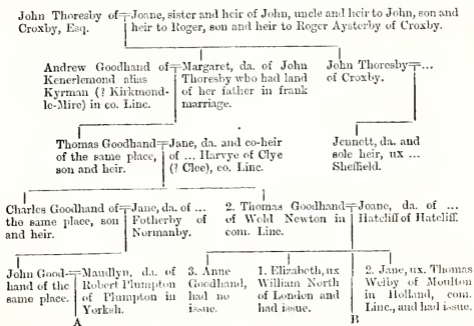 John Thoresby of Joane, sister and heir of John, uncle and heir to John, son and
Croxby, Esq. heir to Roger, son and heir to Roger Aysterby of Croxby.
Andrew Goodhand of Margaret, da. of John John Thoresby ...
Kenerlemond alias Thoresby who had land of Croxby.
Kyrman (? Kirkmond- of her father in frank
le-Mire) in co. Linc. marriage.
Thomas Goodhand Jane, da. and co-heir Jennett, da. and
of the same place, of ... Harvye of Clye sole heir, ux ...
son and heir. (? Clee), co. Linc. Sheffield.
Charles Goodhand of Jane, da. of ... 2. Thomas Goodhand Joane, da. of ...
the same place, son Fotherby of of Wold Newton in Hatcliff of Hatcliff.
and heir. Normanby. com. Linc.
John Good- Maudlyn, da. of 3. Anne 1. Elizabeth, ux 2. Jane, ux. Thomas
hand of the Robert Plumpton Goodhand, William North Welby of Moulton
same place. of Plumpton in had no of London and in Holland, com.
Yorksh. issue. had issue. Linc., and had issue.
A B